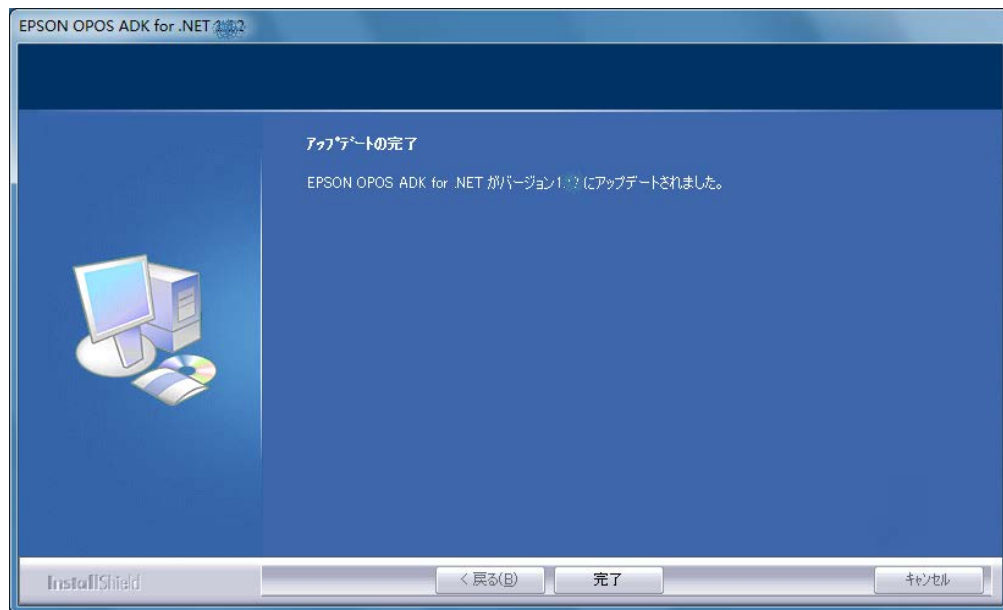 EPSON OPOS ADK for .NET
アップデートの完了
EPSON OPOS ADK for .NET がバージョン1. にアップデートされました。
InstallShield
< 戻る(B)
完了
キャンセル